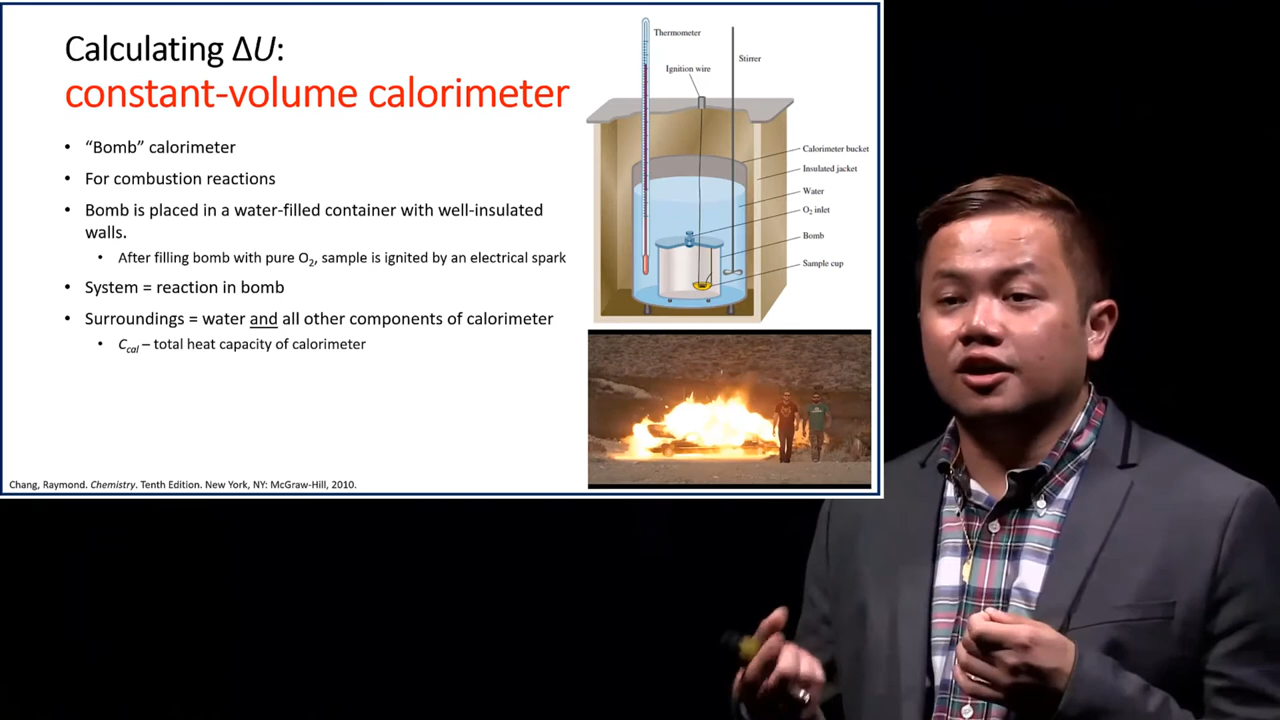 Calculating ΔU:
constant-volume calorimeter
• “Bomb” calorimeter
• For combustion reactions
• Bomb is placed in a water-filled container with well-insulated
walls.
• After filling bomb with pure O₂, sample is ignited by an electrical spark
• System = reaction in bomb
• Surroundings = water and all other components of calorimeter
• Ccal – total heat capacity of calorimeter
Thermometer
Stirrer
Ignition wire
Calorimeter bucket
Insulated jacket
Water
O₂ inlet
Bomb
Sample cup
Chang, Raymond. Chemistry. Tenth Edition. New York, NY: McGraw-Hill, 2010.